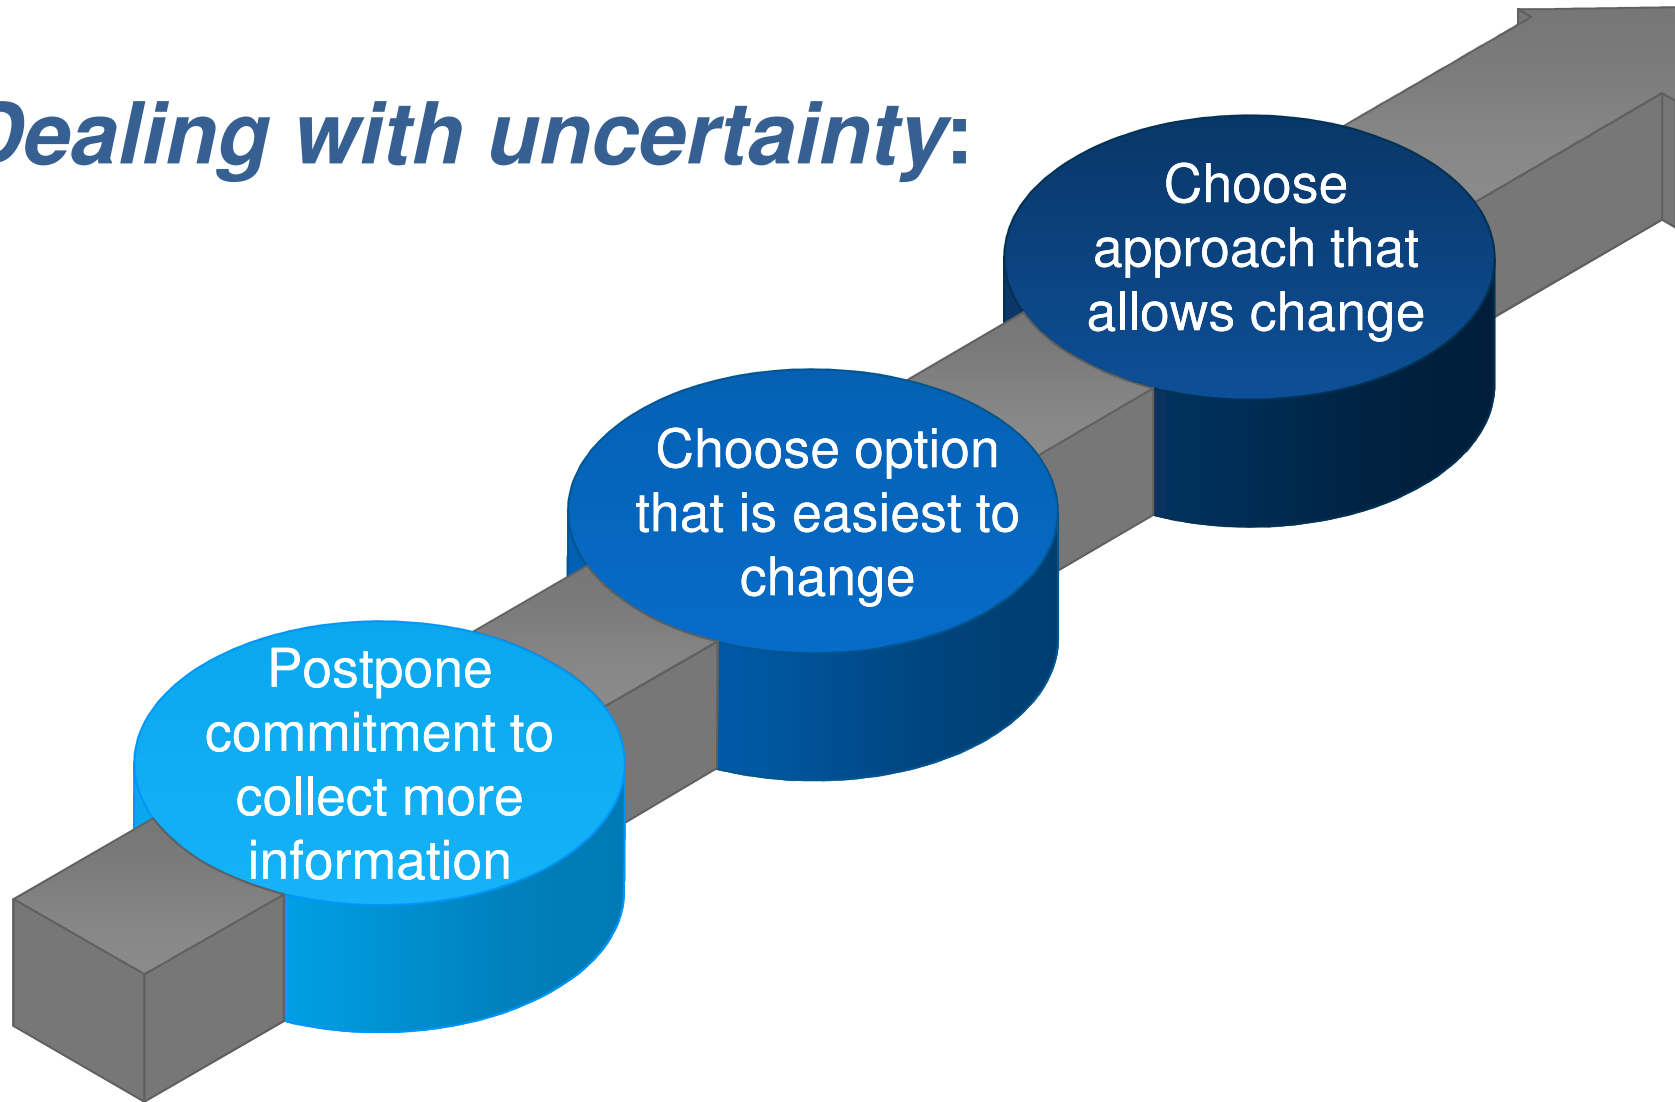 Dealing with uncertainty:
Choose
approach that
allows change
Choose option
that is easiest to
change
Postpone
commitment to
collect more
information